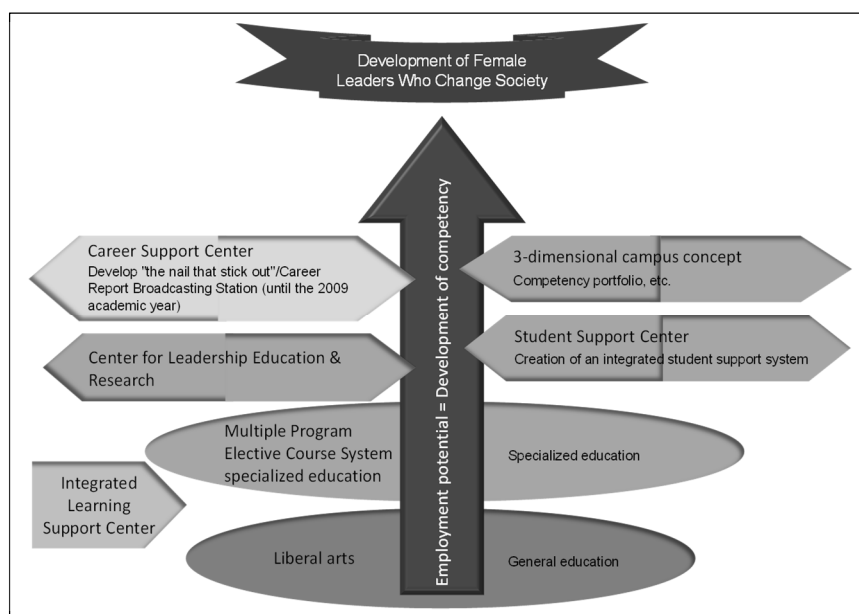 Development of Female
Leaders Who Change Society
Employment potential = Development of competency
Career Support Center
Develop "the nail that stick out"/Career
Report Broadcasting Station (until the 2009
academic year)
3-dimensional campus concept
Competency portfolio, etc.
Center for Leadership Education &
Research
Student Support Center
Creation of an integrated student support system
Multiple Program
Elective Course System
specialized education
Specialized education
Integrated
Learning
Support Center
Liberal arts
General education